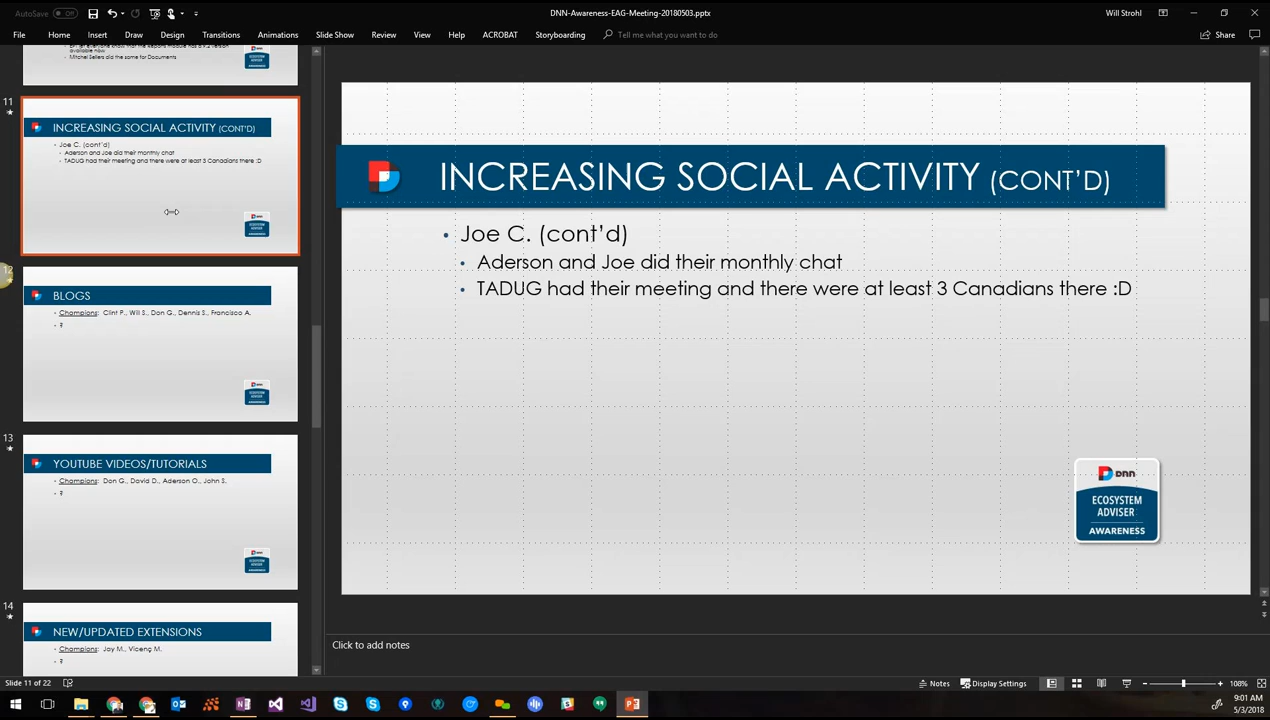 AutoSave Off
DNN-Awareness-EAG-Meeting-20180503.pptx
Will Strohl
File Home Insert Draw Design Transitions Animations Slide Show Review View Help ACROBAT Storyboarding Tell me what you want to do
Share
available now
Mitchel Sellers did the same for Documents
11
INCREASING SOCIAL ACTIVITY (CONT'D)
Joe C. (cont'd)
Aderson and Joe did their monthly chat
TADUG had their meeting and there were at least 3 Canadians there :D
12
BLOGS
Champions: Clint P., Will S., Don G., Dennis S., Francisco A.
?
13
YOUTUBE VIDEOS/TUTORIALS
Champions: Don G., David D., Aderson O., John S.
?
14
NEW/UPDATED EXTENSIONS
Champions: Jay M., Vicenç M.
?
INCREASING SOCIAL ACTIVITY (CONT'D)
Joe C. (cont'd)
Aderson and Joe did their monthly chat
TADUG had their meeting and there were at least 3 Canadians there :D
dnn
ECOSYSTEM
ADVISER
AWARENESS
Click to add notes
Slide 11 of 22
Notes Display Settings 108%
9:01 AM
5/3/2018